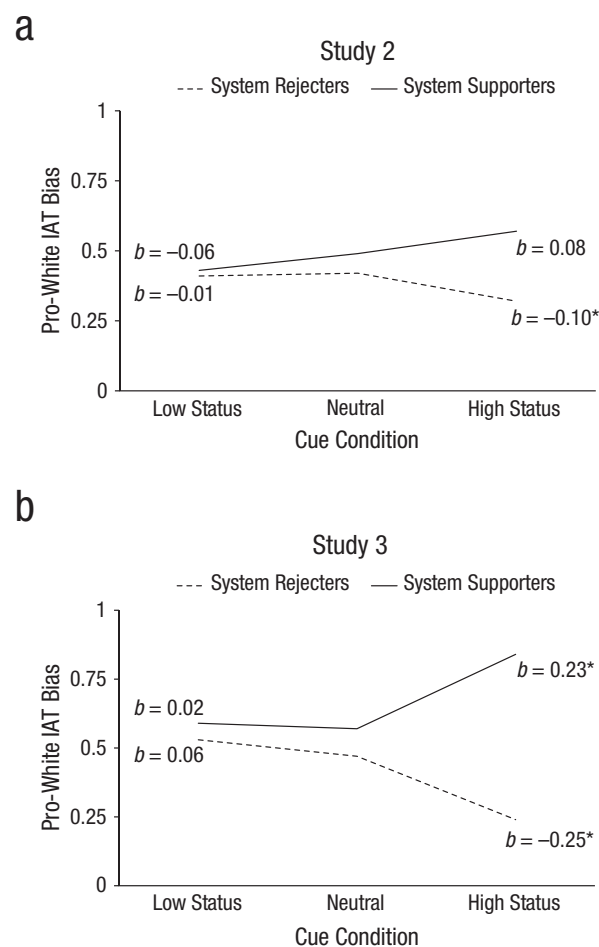 a
Study 2
System Rejecters System Supporters
1
0.75
0.5
0.25
0
Pro-White IAT Bias
b = –0.06
b = –0.01
b = 0.08
b = –0.10*
Low Status Neutral High Status
Cue Condition
b
Study 3
System Rejecters System Supporters
1
0.75
0.5
0.25
0
Pro-White IAT Bias
b = 0.02
b = 0.06
b = 0.23*
b = –0.25*
Low Status Neutral High Status
Cue Condition